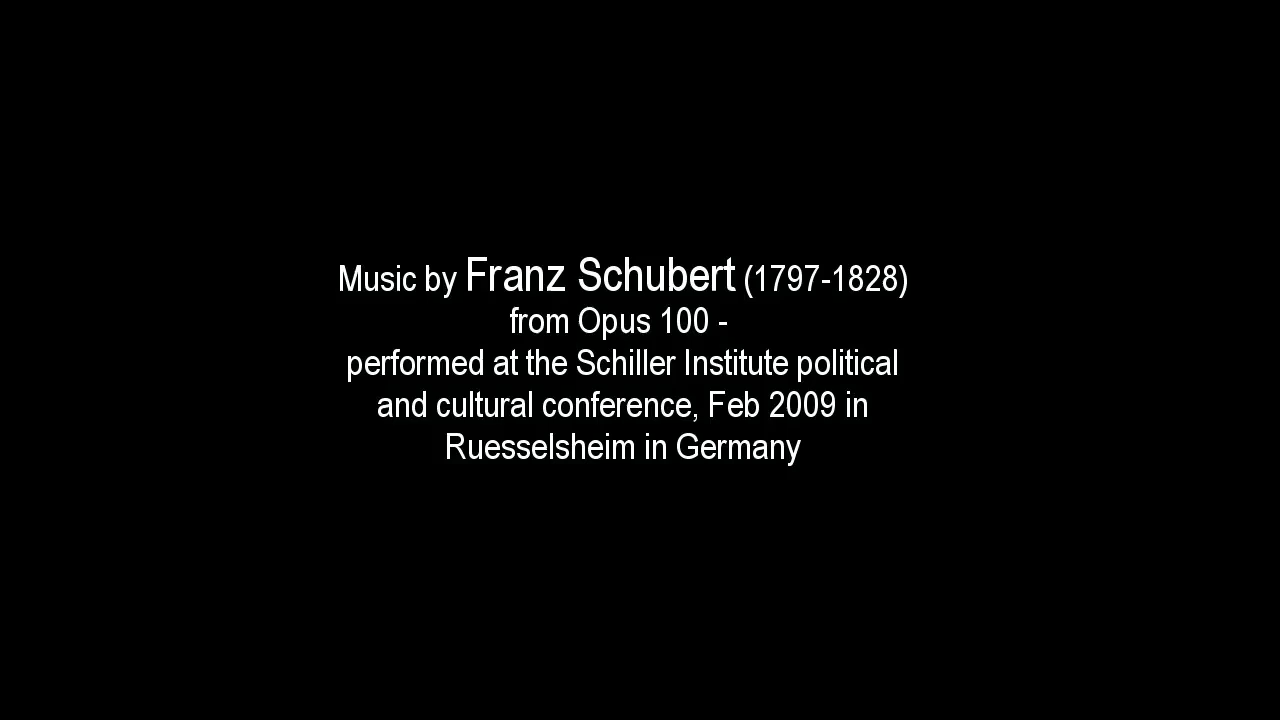 Music by Franz Schubert (1797-1828)
from Opus 100 -
performed at the Schiller Institute political
and cultural conference, Feb 2009 in
Ruesselsheim in Germany